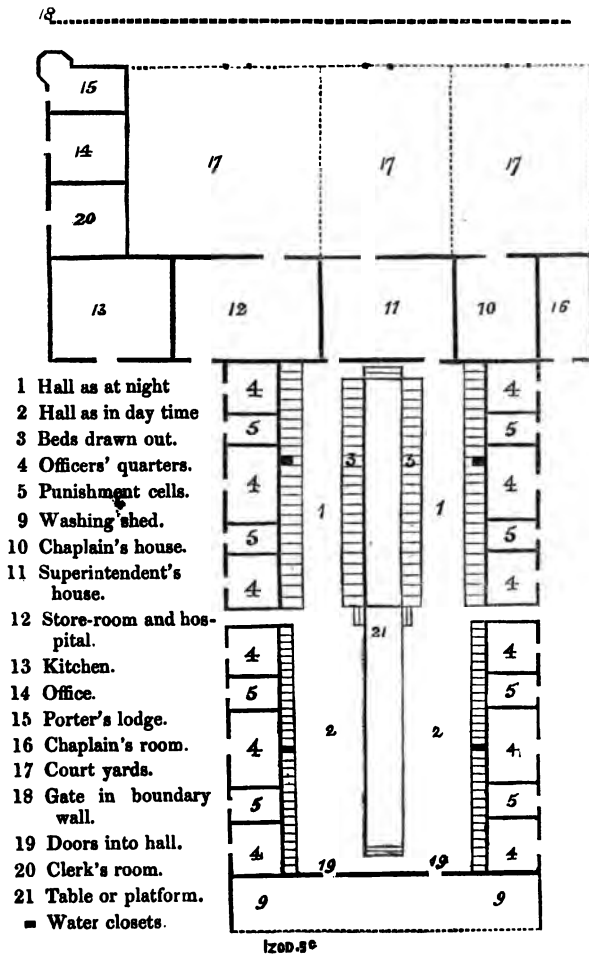 18
15
14
17
17
17
20
13
12
11
10
16
1 Hall as at night
2 Hall as in day time
3 Beds drawn out.
4 Officers' quarters.
5 Punishment cells.
9 Washing shed.
10 Chaplain's house.
11 Superintendent's
house.
12 Store-room and hos-
pital.
13 Kitchen.
14 Office.
15 Porter's lodge.
16 Chaplain's room.
17 Court yards.
18 Gate in boundary
wall.
19 Doors into hall.
20 Clerk's room.
21 Table or platform.
Water closets.
4
4
5
5
3
3
4
4
1
1
5
5
4
4
21
4
4
5
5
2
2
4
4
5
5
4
4
19
19
9
9
IZOD.SC